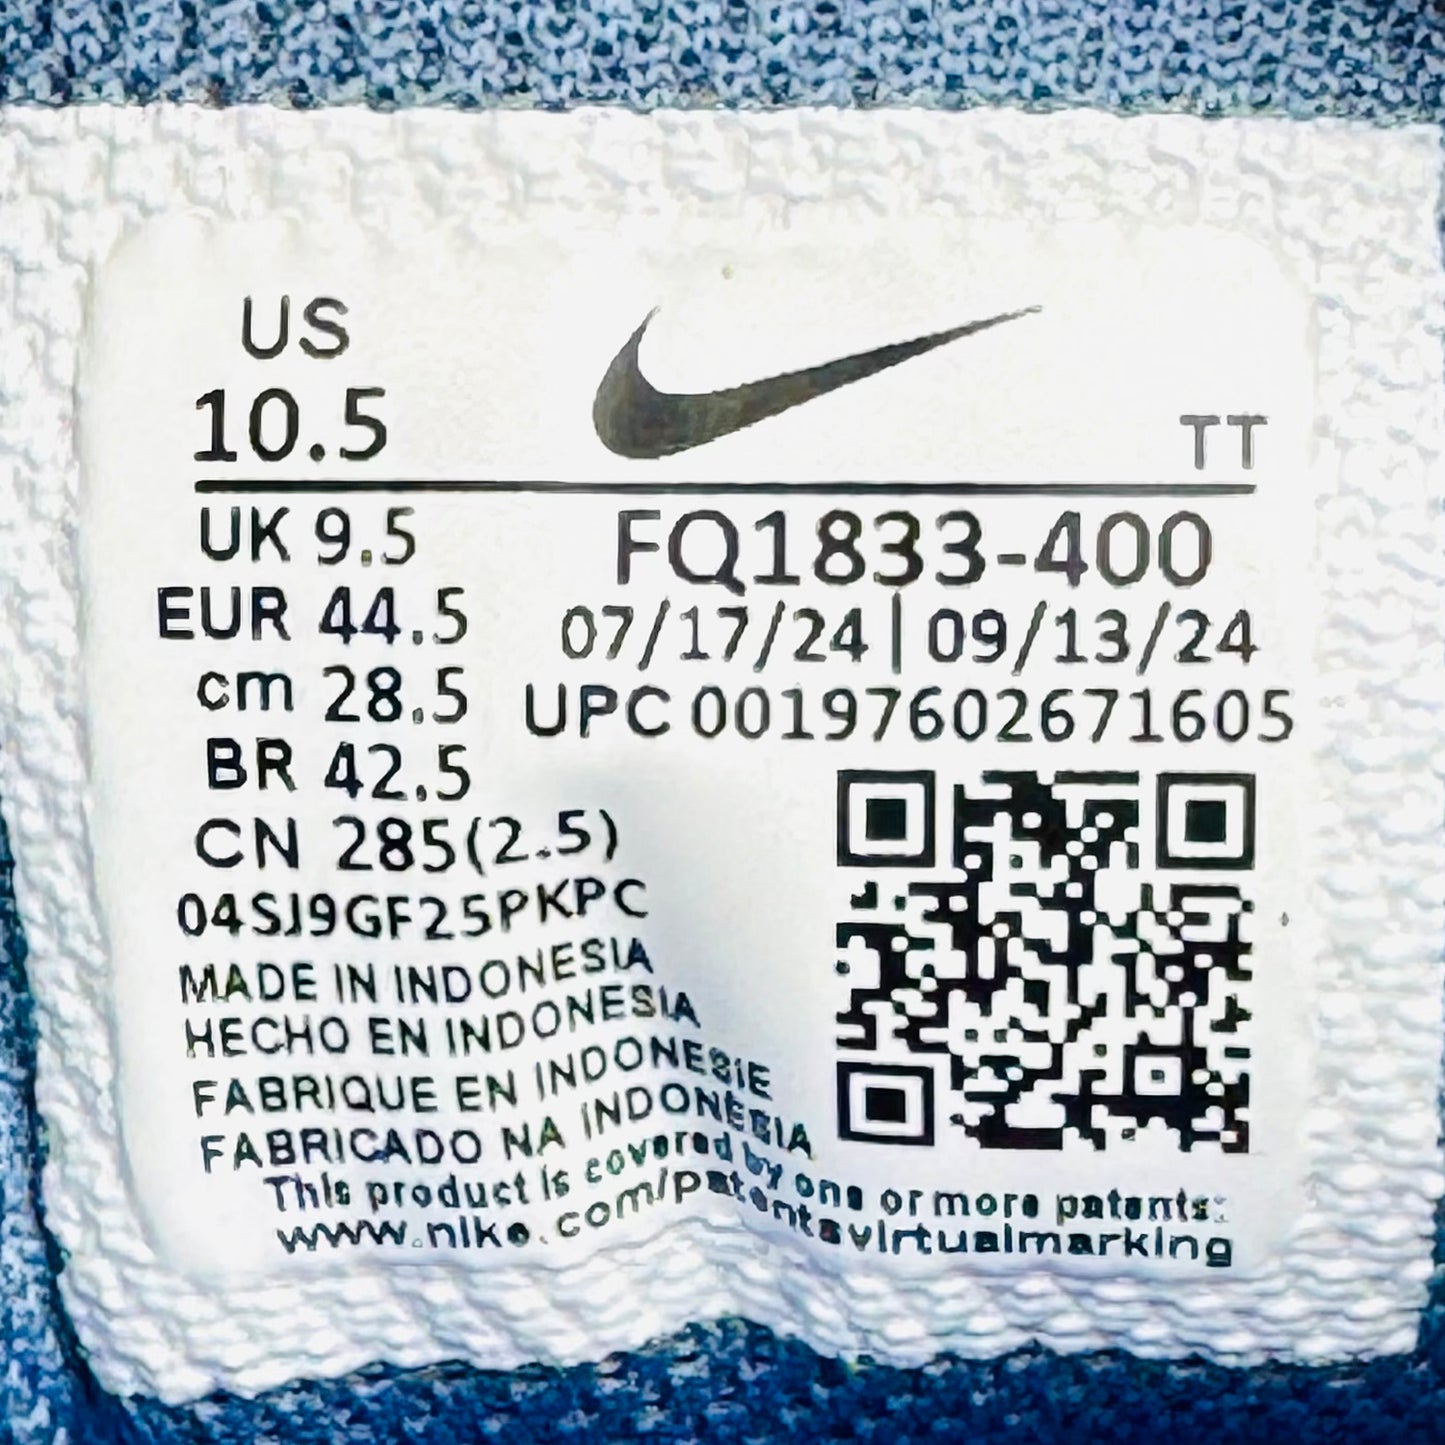 US
10.5
TT
UK 9.5
FQ1833-400
EUR 44.5
07/17/24 | 09/13/24
cm 28.5
UPC 00197602671605
BR 42.5
CN 285(2.5)
04SJ9GF25PKPC
MADE IN INDONESIA
HECHO EN INDONESIA
FABRIQUE EN INDONESIE
FABRICADO NA INDONESIA
This product is covered by one or more patents:
www.nike.com/patentsvirtualmarking